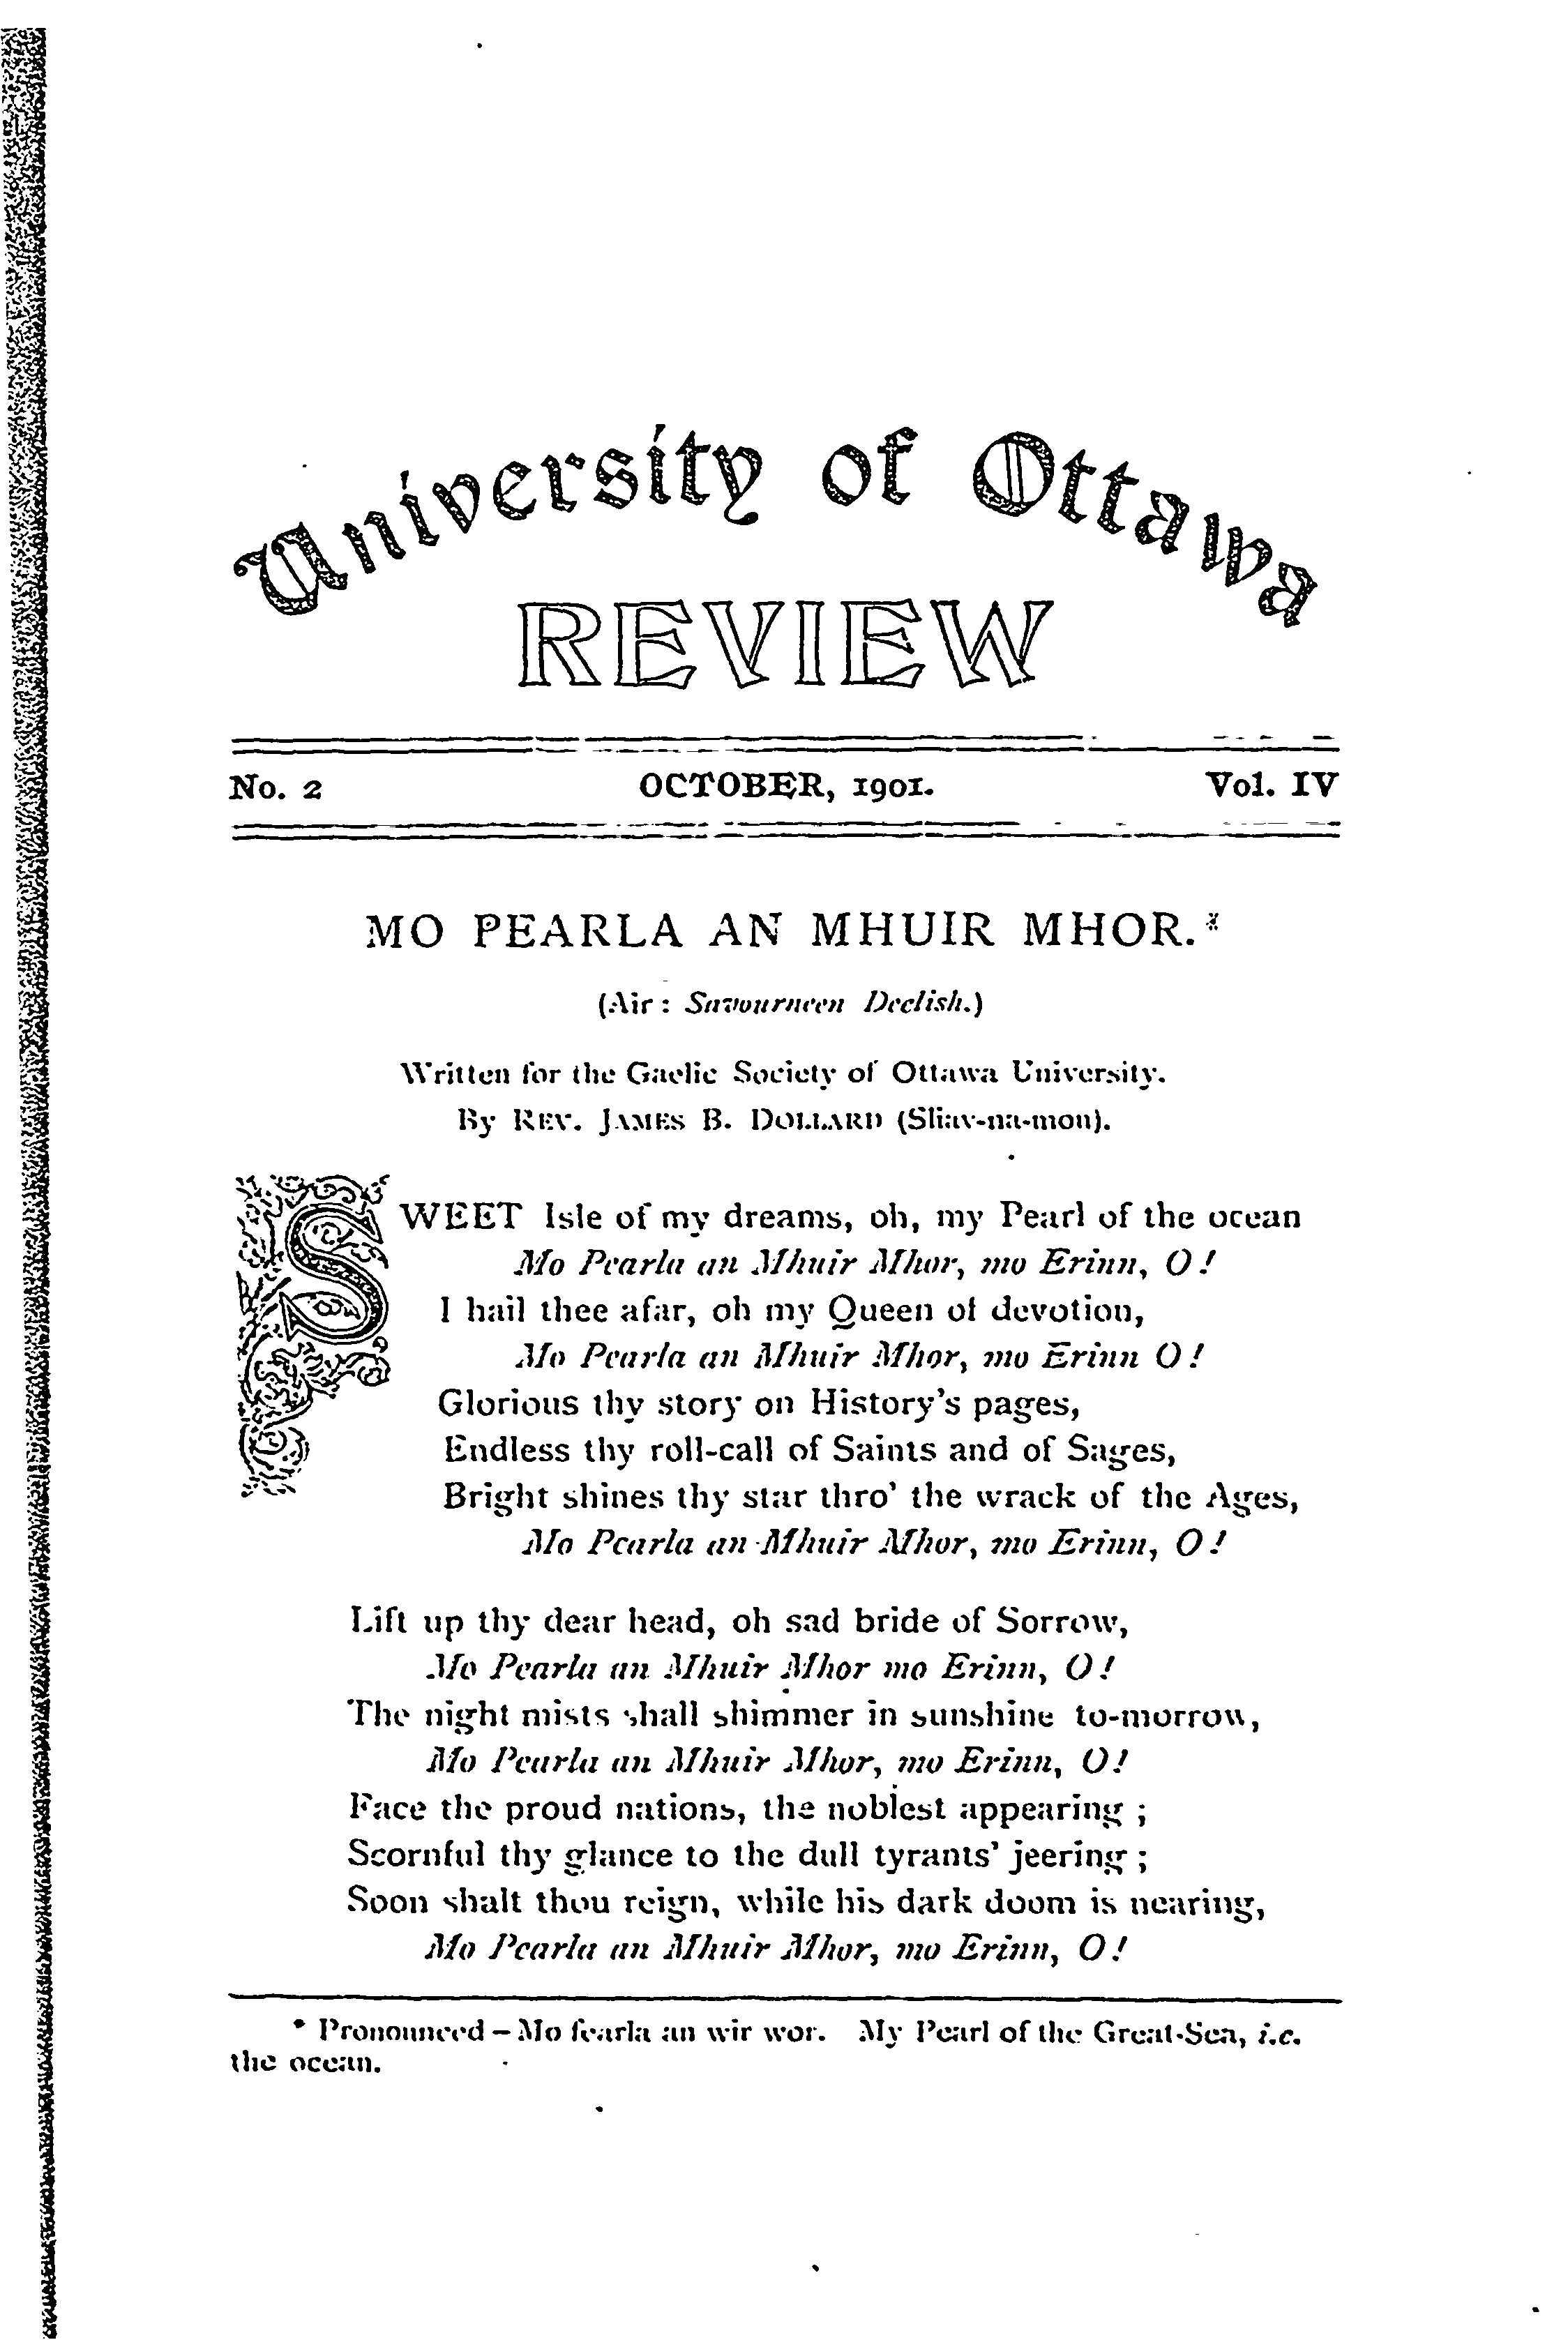 University of Ottawa
REVIEW
No. 2 OCTOBER, 1901. Vol. IV
MO PEARLA AN MHUIR MHOR.*
(Air: Savourneen Deelish.)
Written for the Gaelic Society of Ottawa University.
By REV. JAMES B. DOLLARD (Sliav-na-mon).
SWEET Isle of my dreams, oh, my Pearl of the ocean
Mo Pearla an Mhuir Mhor, mo Erinn, O!
I hail thee afar, oh my Queen of devotion,
Mo Pearla an Mhuir Mhor, mo Erinn O!
Glorious thy story on History's pages,
Endless thy roll-call of Saints and of Sages,
Bright shines thy star thro' the wrack of the Ages,
Mo Pearla an Mhuir Mhor, mo Erinn, O!
Lift up thy dear head, oh sad bride of Sorrow,
Mo Pearla an Mhuir Mhor mo Erinn, O!
The night mists shall shimmer in sunshine to-morrow,
Mo Pearla an Mhuir Mhor, mo Erinn, O!
Face the proud nations, the noblest appearing;
Scornful thy glance to the dull tyrants' jeering;
Soon shalt thou reign, while his dark doom is nearing,
Mo Pearla an Mhuir Mhor, mo Erinn, O!
* Pronounced – Mo fearla an wir wor. My Pearl of the Great-Sea, i.e.
the ocean.